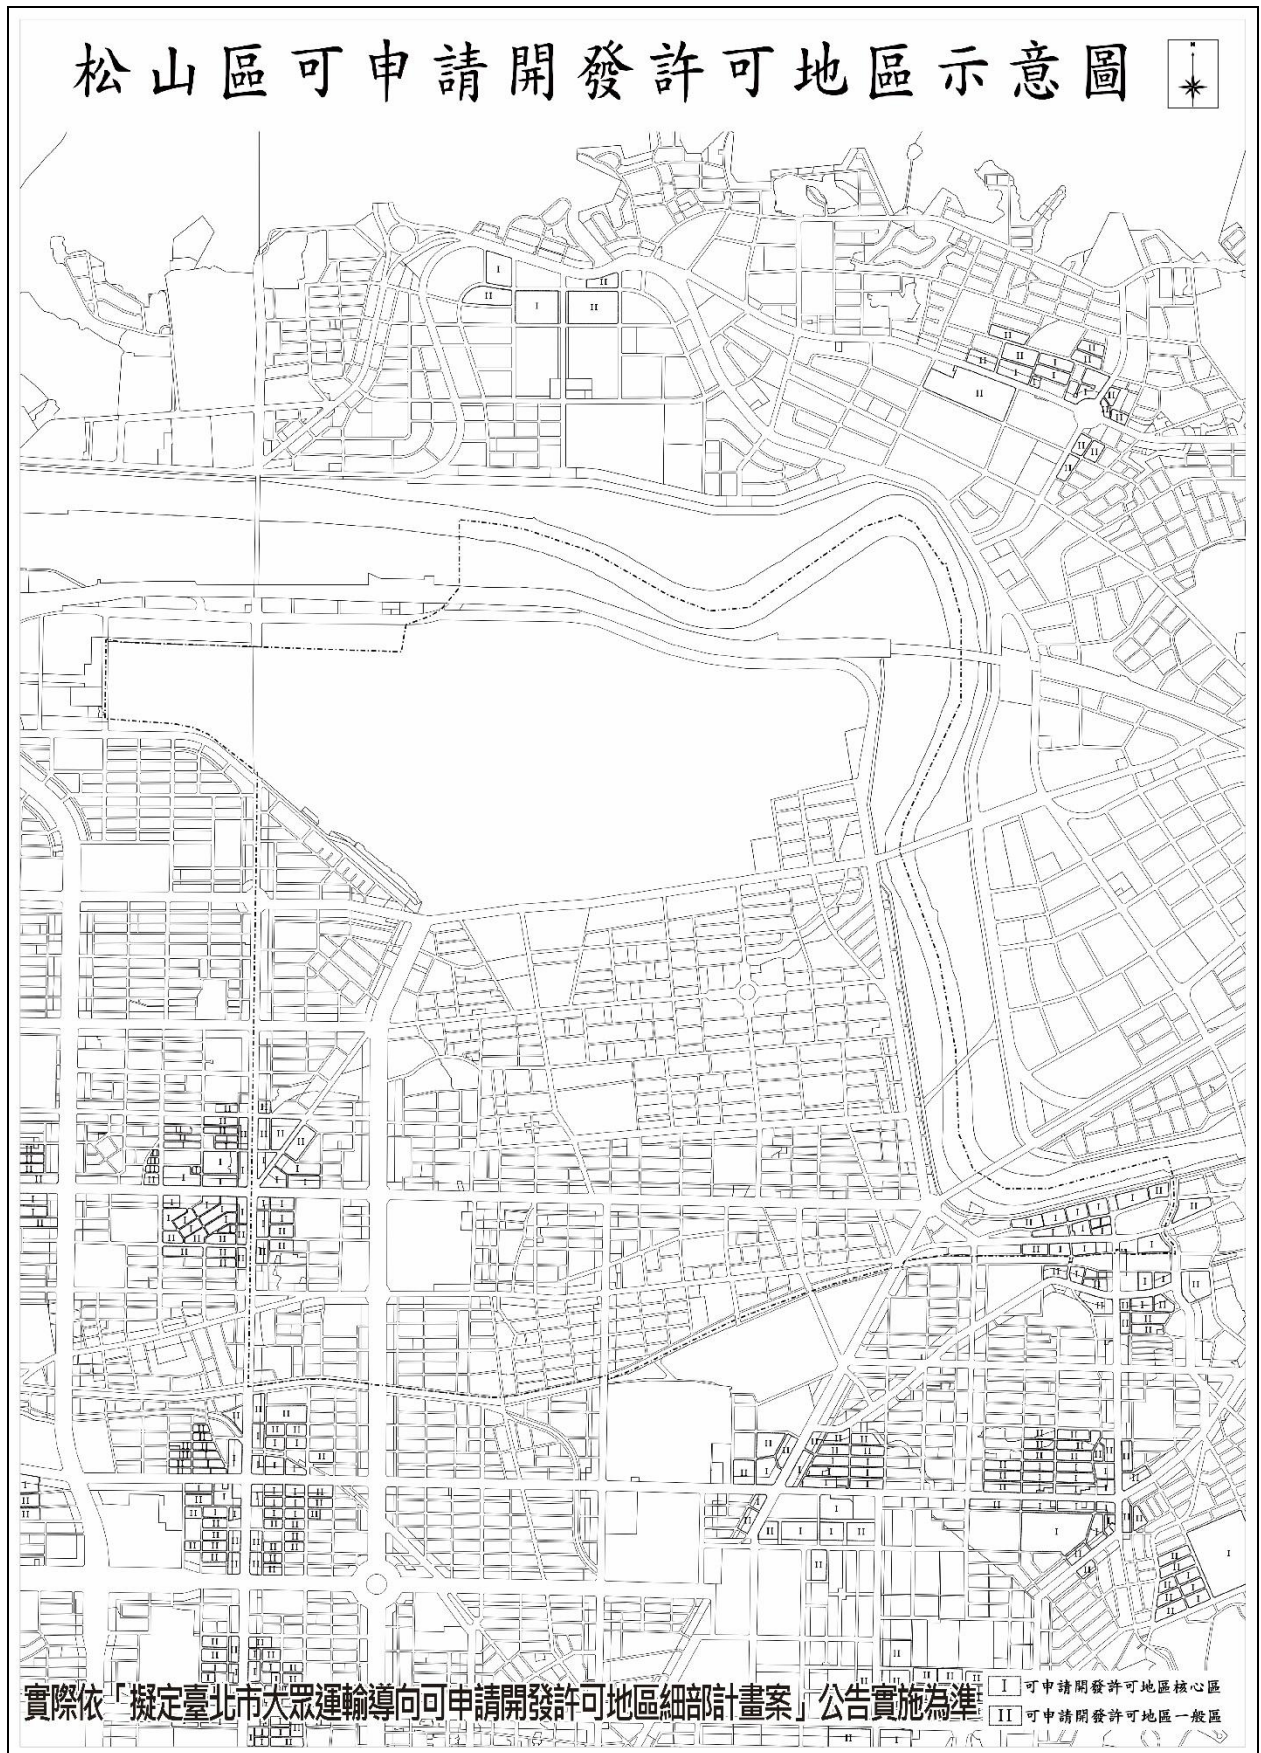 松山區可申請開發許可地區示意圖
N
實際依「擬定臺北市大眾運輸導向可申請開發許可地區細部計畫案」公告實施為準
I 可申請開發許可地區核心區
II 可申請開發許可地區一般區